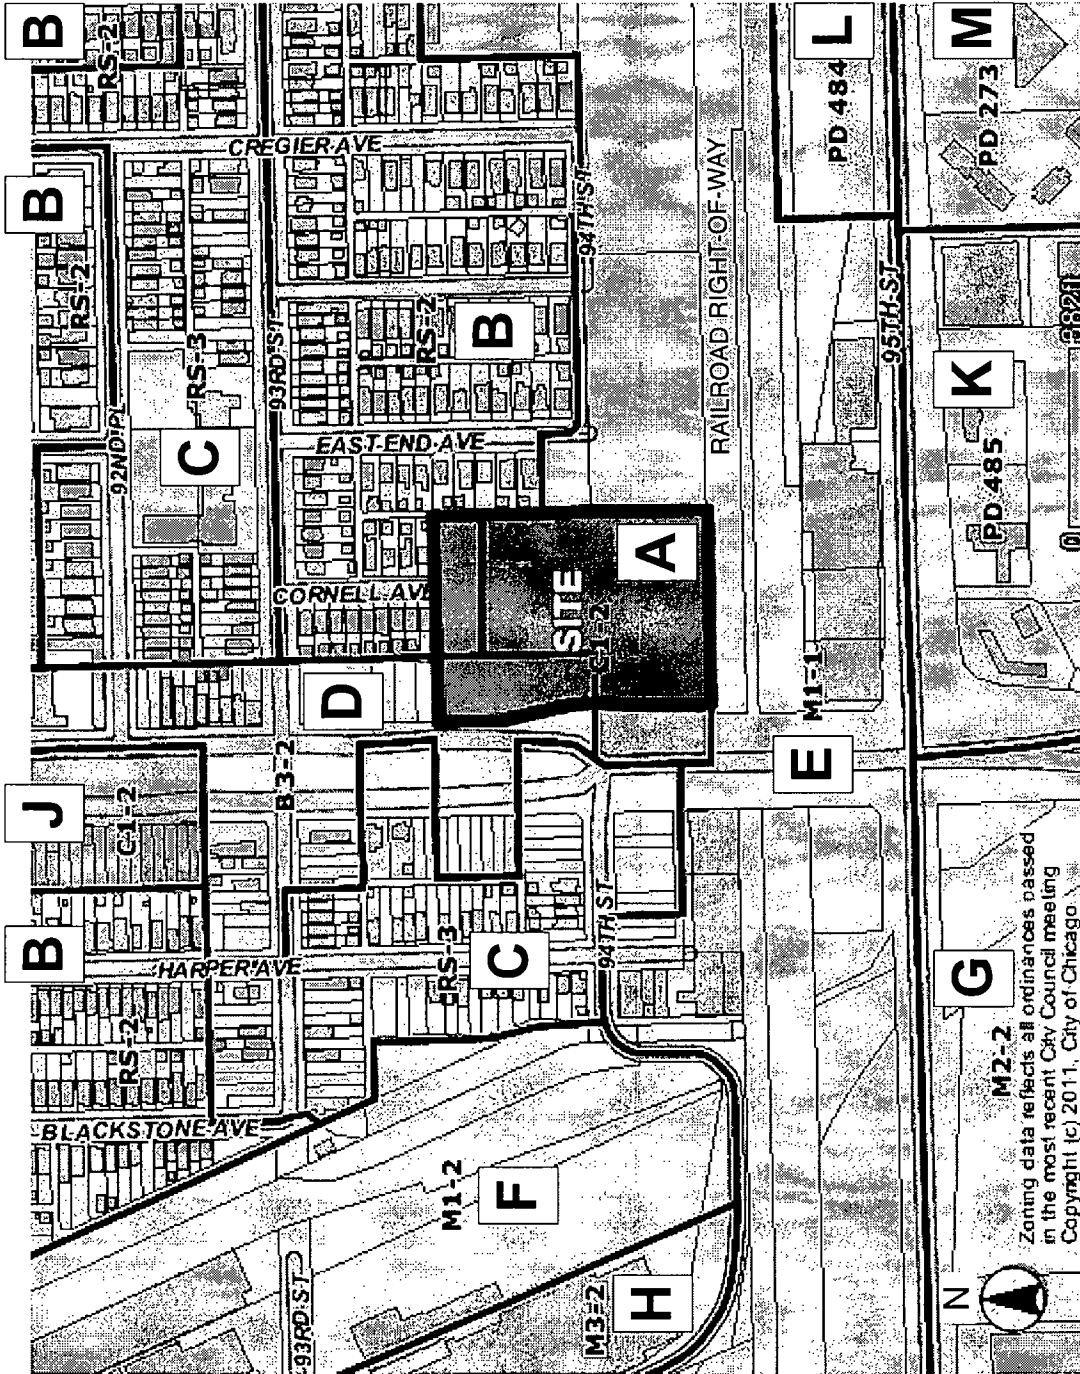 B
J
B
B
RS-2
C1-2
RS-2
RS-2
92ND PL
BLACKSTONE AVE
HARPER AVE
C
RS-3
CREGIER AVE
93RD ST
B3-2
93RD ST
CORNELL AVE
EAST END AVE
D
M1-2
RS-3
RS-2
F
C
B
SITE
C1-2
94TH ST
94TH ST
M3-2
H
A
RAILROAD RIGHT-OF-WAY
E
M1-1
L
PD 484
95TH ST
N
G
K
M
M2-2
PD 485
PD 273
Zoning data reflects all ordinances passed
in the most recent City Council meeting
Copyright (c) 2011, City of Chicago